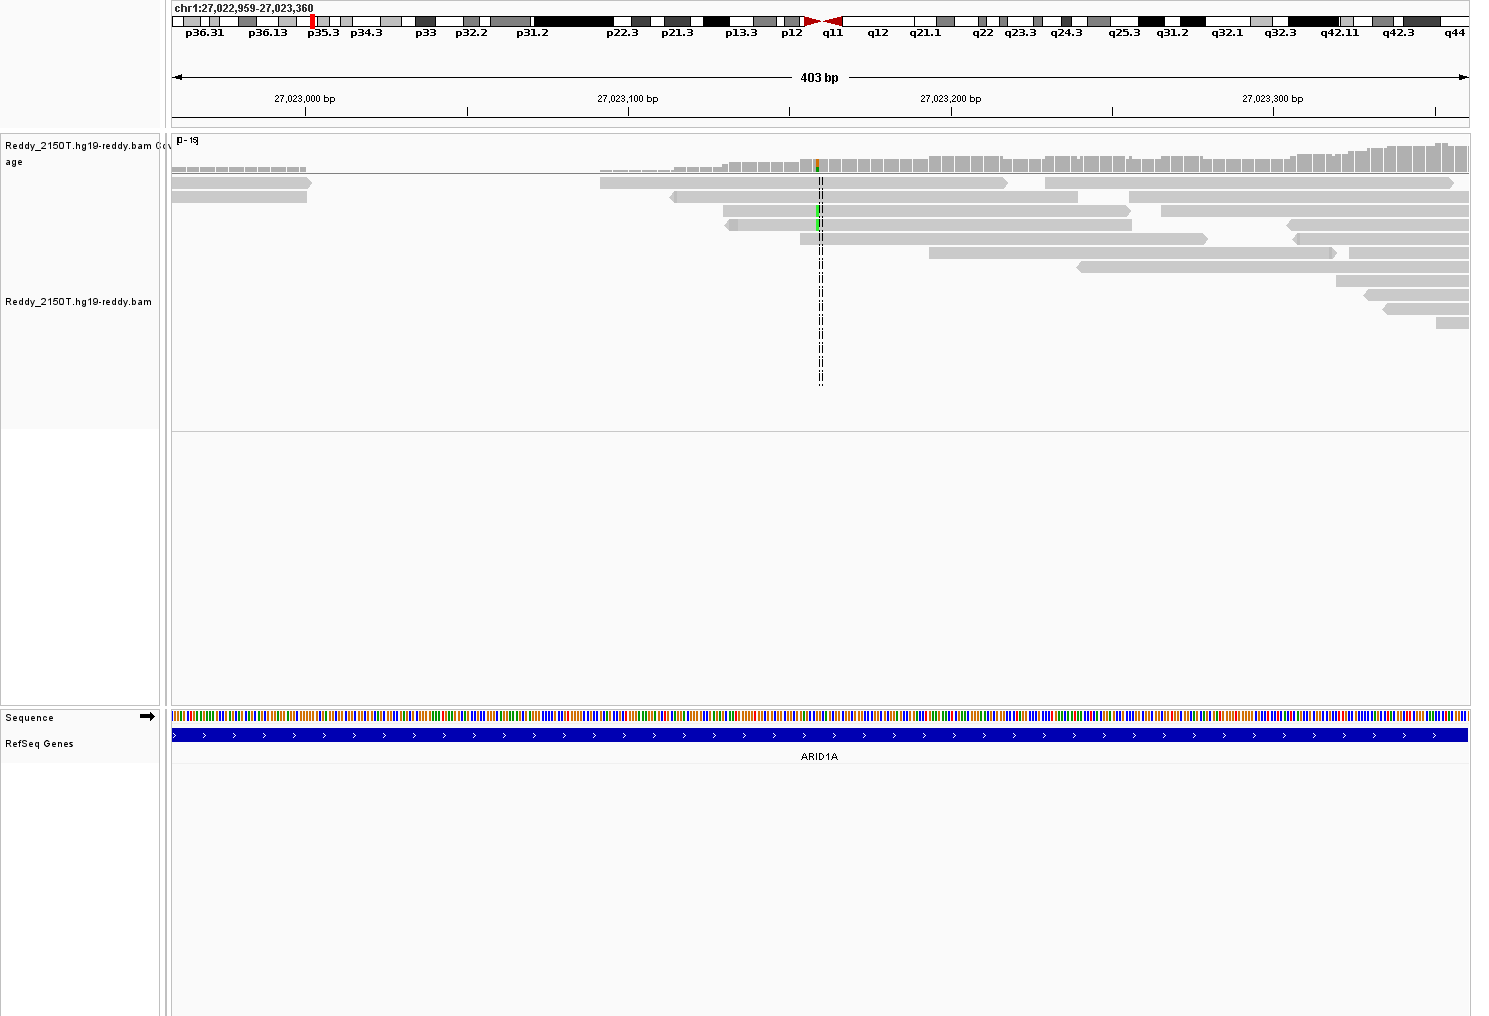 chr1:27,022,959-27,023,360
p36.31 p36.13 p35.3 p34.3 p33 p32.2 p31.2 p22.3 p21.3 p13.3 p12 q11 q12 q21.1 q22 q23.3 q24.3 q25.3 q31.2 q32.1 q32.3 q42.11 q42.3 q44
403 bp
27,023,000 bp 27,023,100 bp 27,023,200 bp 27,023,300 bp
[0 - 15]
Reddy_2150T.hg19-reddy.bam Cov
age
Reddy_2150T.hg19-reddy.bam
Sequence
RefSeq Genes
ARID1A